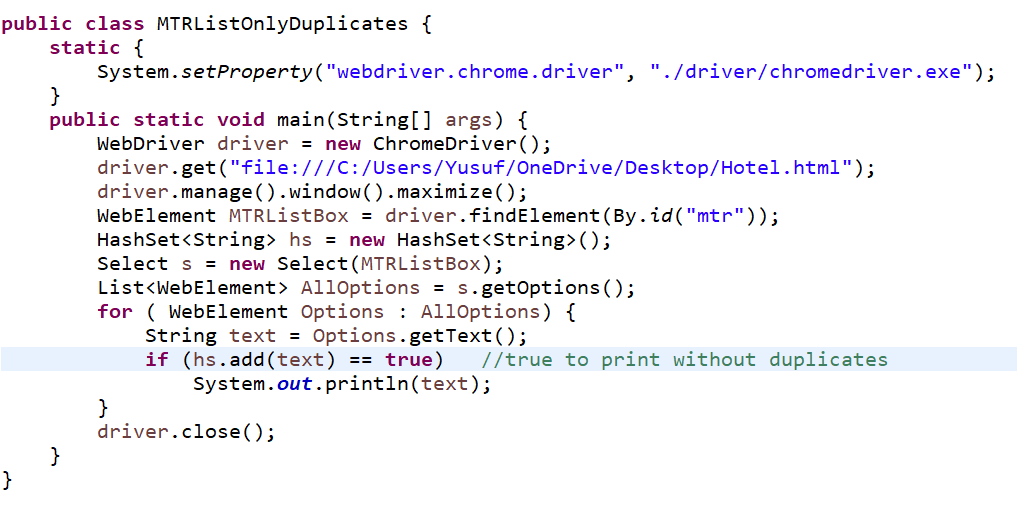 public class MTRListOnlyDuplicates {
    static {
        System.setProperty("webdriver.chrome.driver", "./driver/chromedriver.exe");
    }
    public static void main(String[] args) {
        WebDriver driver = new ChromeDriver();
        driver.get("file:///C:/Users/Yusuf/OneDrive/Desktop/Hotel.html");
        driver.manage().window().maximize();
        WebElement MTRListBox = driver.findElement(By.id("mtr"));
        HashSet<String> hs = new HashSet<String>();
        Select s = new Select(MTRListBox);
        List<WebElement> AllOptions = s.getOptions();
        for ( WebElement Options : AllOptions) {
            String text = Options.getText();
            if (hs.add(text) == true)   //true to print without duplicates
                System.out.println(text);
        }
        driver.close();
    }
}